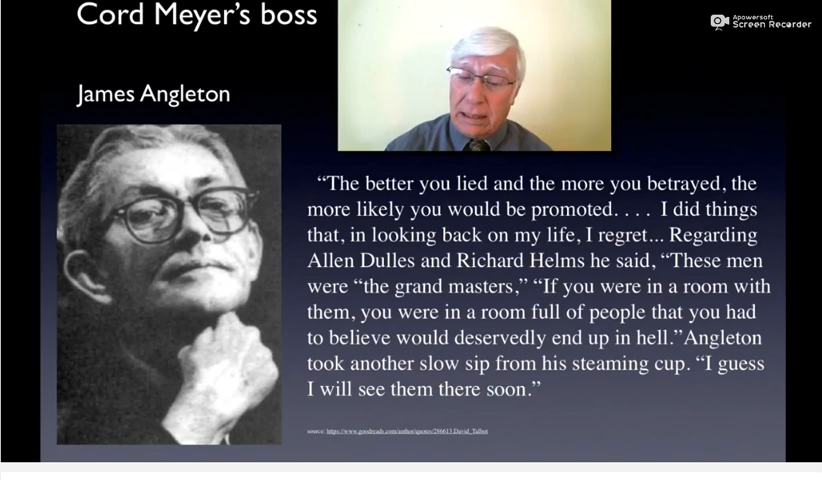 Cord Meyer’s boss
Apowersoft
Screen Recorder
James Angleton
“The better you lied and the more you betrayed, the
more likely you would be promoted. . . .  I did things
that, in looking back on my life, I regret... Regarding
Allen Dulles and Richard Helms he said, “These men
were “the grand masters,” “If you were in a room with
them, you were in a room full of people that you had
to believe would deservedly end up in hell.”Angleton
took another slow sip from his steaming cup. “I guess
I will see them there soon.”
source: https://www.goodreads.com/author/quotes/286613.David_Talbot